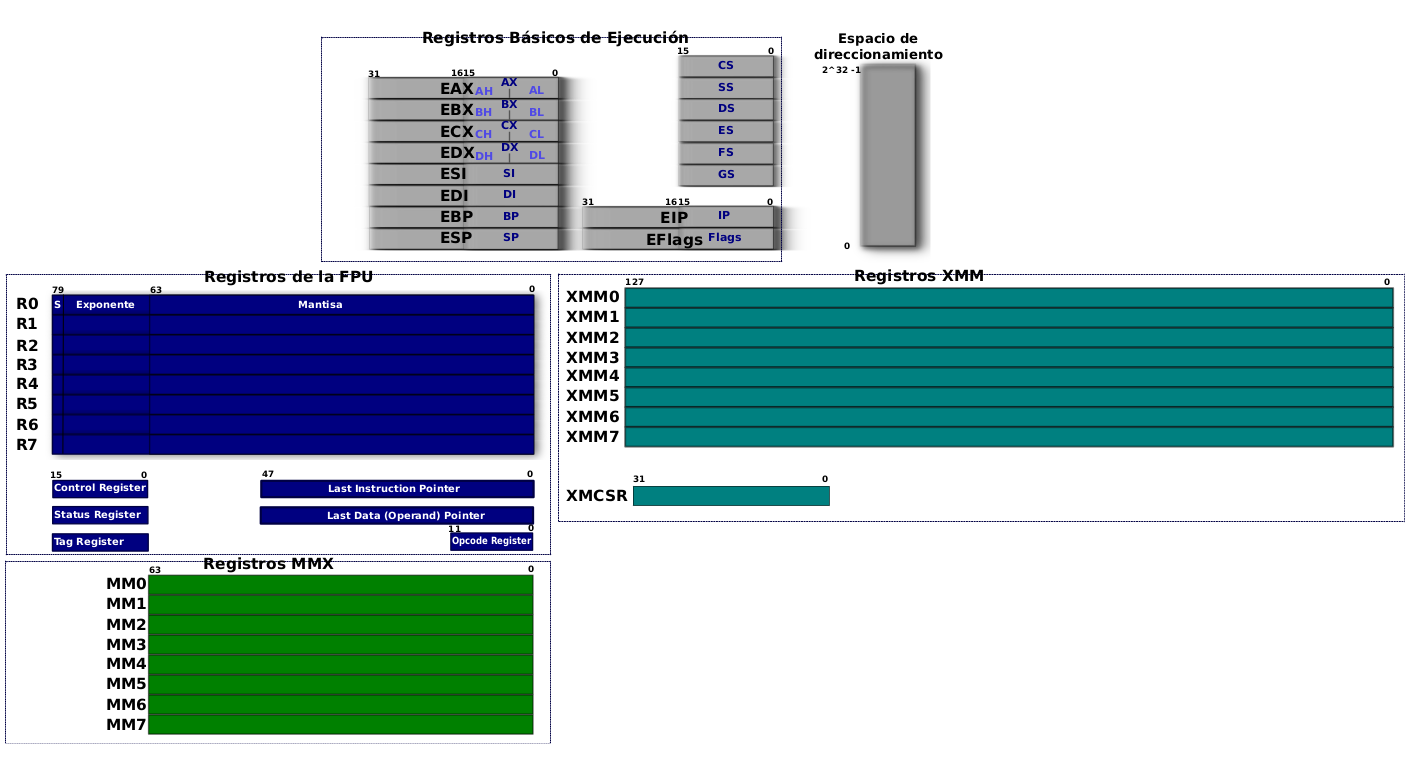 Registros Básicos de Ejecución
31 1615 0
EAX AH AX AL
EBX BH BX BL
ECX CH CX CL
EDX DH DX DL
ESI SI
EDI DI
EBP BP
ESP SP
15 0
CS
SS
DS
ES
FS
GS
31 1615 0
EIP IP
EFlags Flags
Espacio de
direccionamiento
2^32 -1
0
Registros de la FPU
79 63 0
R0 S Exponente Mantisa
R1
R2
R3
R4
R5
R6
R7
15 0
Control Register
Status Register
Tag Register
47 0
Last Instruction Pointer
Last Data (Operand) Pointer
11 0
Opcode Register
Registros XMM
127 0
XMM0
XMM1
XMM2
XMM3
XMM4
XMM5
XMM6
XMM7
31 0
XMCSR
Registros MMX
63 0
MM0
MM1
MM2
MM3
MM4
MM5
MM6
MM7